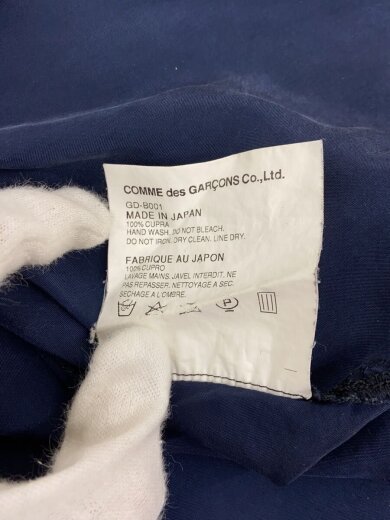 COMME des GARÇONS Co.,Ltd.
GD-B001
MADE IN JAPAN
100% CUPRA
HAND WASH. DO NOT BLEACH.
DO NOT IRON. DRY CLEAN. LINE DRY.
FABRIQUE AU JAPON
100% CUPRO
LAVAGE MAINS. JAVEL INTERDIT. NE
PAS REPASSER. NETTOYAGE A SEC.
SECHAGE A L'OMBRE.
P